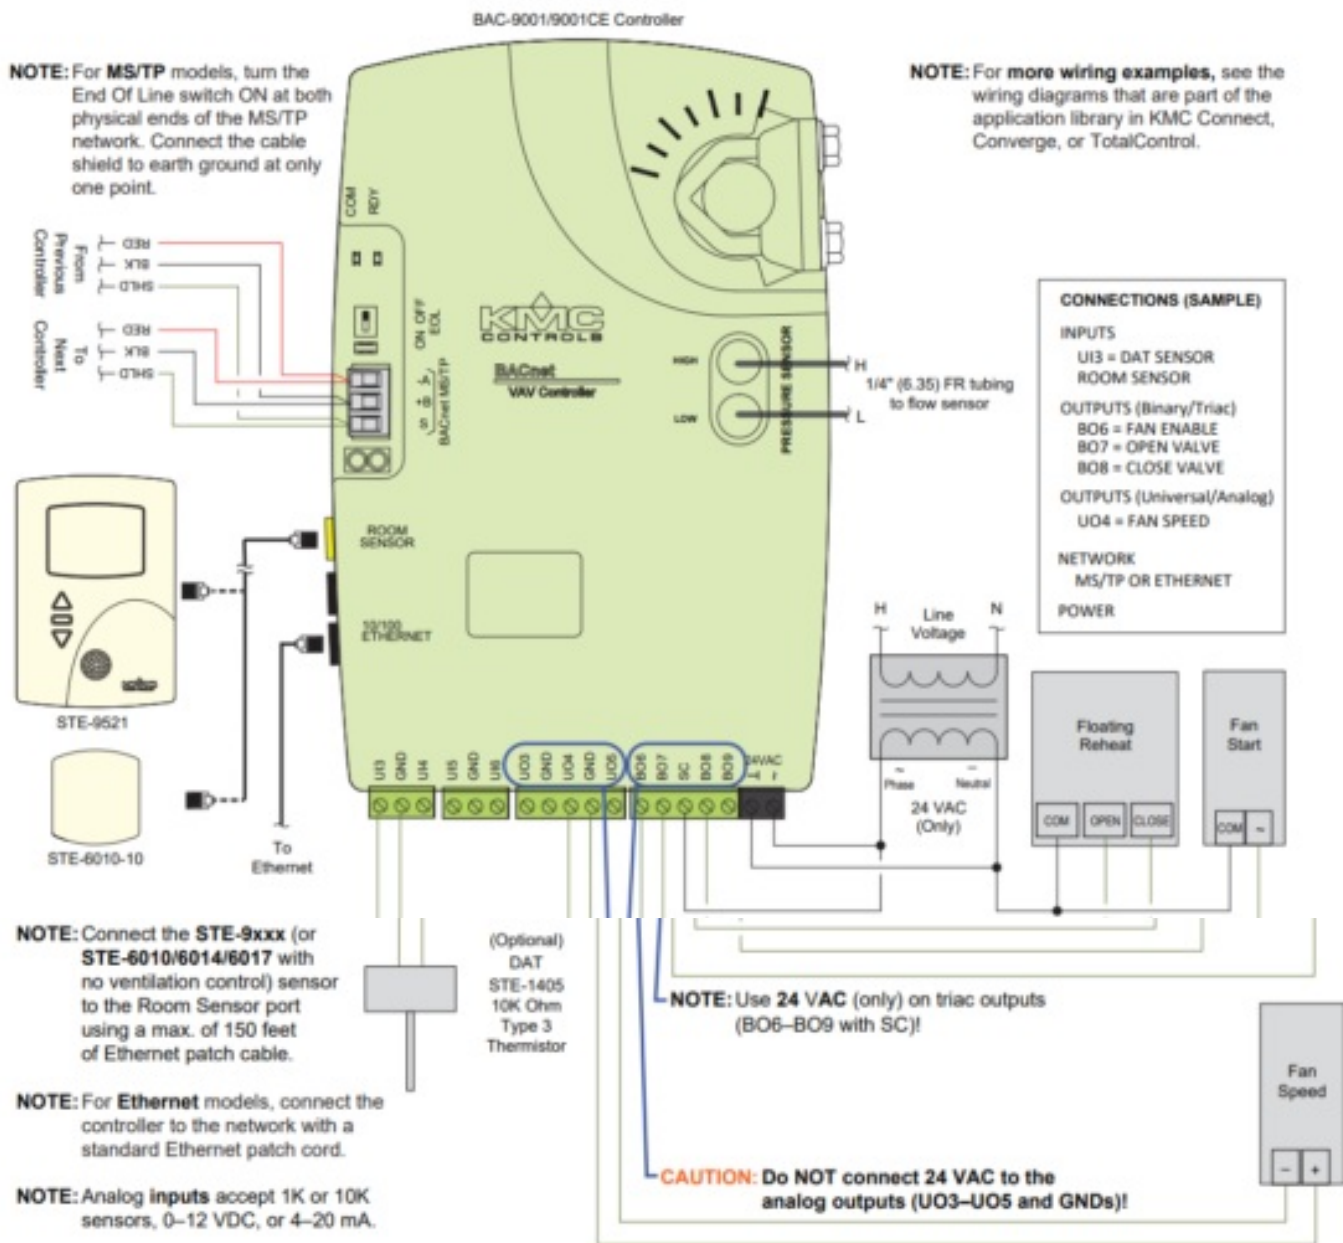 BAC-9001/9001CE Controller
NOTE: For MS/TP models, turn the
End Of Line switch ON at both
physical ends of the MS/TP
network. Connect the cable
shield to earth ground at only
one point.
NOTE: For more wiring examples, see the
wiring diagrams that are part of the
application library in KMC Connect,
Converge, or TotalControl.
COM
RDY
From
Previous
Controller
RED
BLK
SHLD
To
Next
Controller
RED
BLK
SHLD
ON OFF
EOL
-A
+B
S
BACnet MS/TP
KMC
CONTROLS
BACnet
VAV Controller
HIGH
LOW
PRESSURE SENSOR
H
1/4" (6.35) FR tubing
to flow sensor
L
CONNECTIONS (SAMPLE)
INPUTS
UI3 = DAT SENSOR
ROOM SENSOR
OUTPUTS (Binary/Triac)
BO6 = FAN ENABLE
BO7 = OPEN VALVE
BO8 = CLOSE VALVE
OUTPUTS (Universal/Analog)
UO4 = FAN SPEED
NETWORK
MS/TP OR ETHERNET
POWER
ROOM
SENSOR
10/100
ETHERNET
STE-9521
STE-6010-10
To
Ethernet
UI3
GND
UI4
UI5
GND
UI6
UO3
GND
UO4
GND
UO5
BO6
BO7
SC
BO8
BO9
24VAC
H
Line
Voltage
N
~
Phase
–
Neutral
24 VAC
(Only)
Floating
Reheat
COM
OPEN
CLOSE
Fan
Start
COM
~
NOTE: Connect the STE-9xxx (or
STE-6010/6014/6017 with
no ventilation control) sensor
to the Room Sensor port
using a max. of 150 feet
of Ethernet patch cable.
(Optional)
DAT
STE-1405
10K Ohm
Type 3
Thermistor
NOTE: Use 24 VAC (only) on triac outputs
(BO6–BO9 with SC)!
Fan
Speed
– +
NOTE: For Ethernet models, connect the
controller to the network with a
standard Ethernet patch cord.
CAUTION: Do NOT connect 24 VAC to the
analog outputs (UO3–UO5 and GNDs)!
NOTE: Analog inputs accept 1K or 10K
sensors, 0–12 VDC, or 4–20 mA.